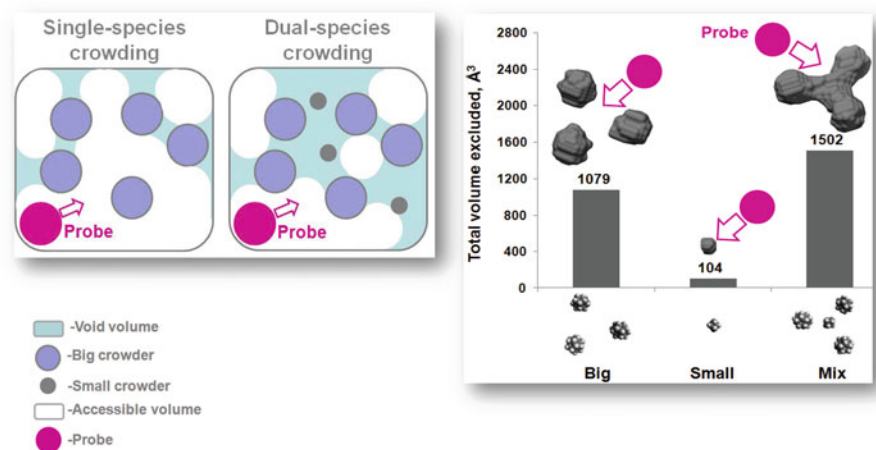 Single-species
crowding
Dual-species
crowding
Probe
Probe
-Void volume
-Big crowder
-Small crowder
-Accessible volume
-Probe
Total volume excluded, Å³
2800
2400
2000
1600
1200
800
400
0
Probe
1079
104
1502
Big
Small
Mix